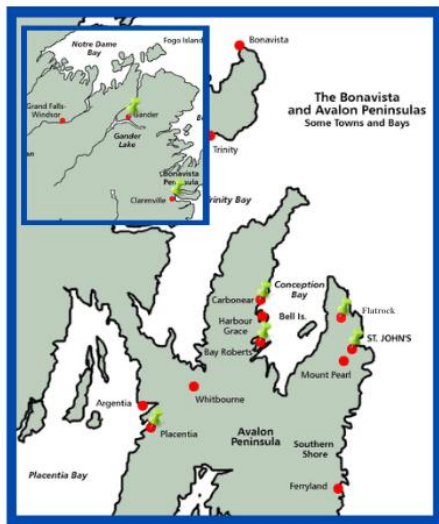 Notre Dame
Bay
Fogo Island
Grand Falls-
Windsor
Gander
Gander
Lake
Bonavista
Peninsula
Clarenville
Bonavista
The Bonavista
and Avalon Peninsulas
Some Towns and Bays
Trinity
Trinity Bay
Conception
Bay
Carbonear
Harbour
Grace
Bell Is.
Flatrock
ST. JOHN'S
Bay Roberts
Mount Pearl
Whitbourne
Argentia
Placentia
Avalon
Peninsula
Southern
Shore
Placentia Bay
Ferryland